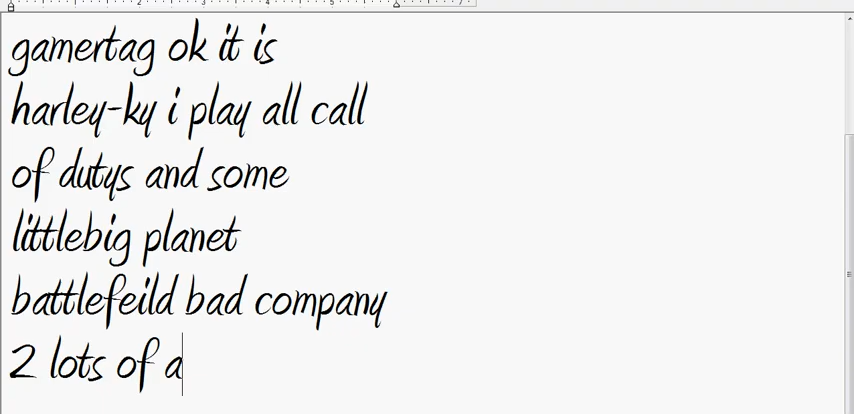 gamertag ok it is
harley-ky i play all call
of dutys and some
littlebig planet
battlefeild bad company
2 lots of a